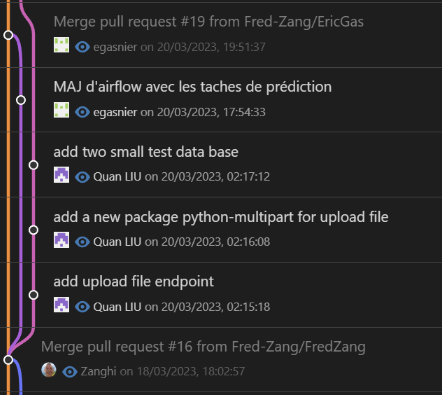 Merge pull request #19 from Fred-Zang/EricGas
egasnier on 20/03/2023, 19:51:37
MAJ d'airflow avec les taches de prédiction
egasnier on 20/03/2023, 17:54:33
add two small test data base
Quan LIU on 20/03/2023, 02:17:12
add a new package python-multipart for upload file
Quan LIU on 20/03/2023, 02:16:08
add upload file endpoint
Quan LIU on 20/03/2023, 02:15:18
Merge pull request #16 from Fred-Zang/FredZang
Zanghi on 18/03/2023, 18:02:57